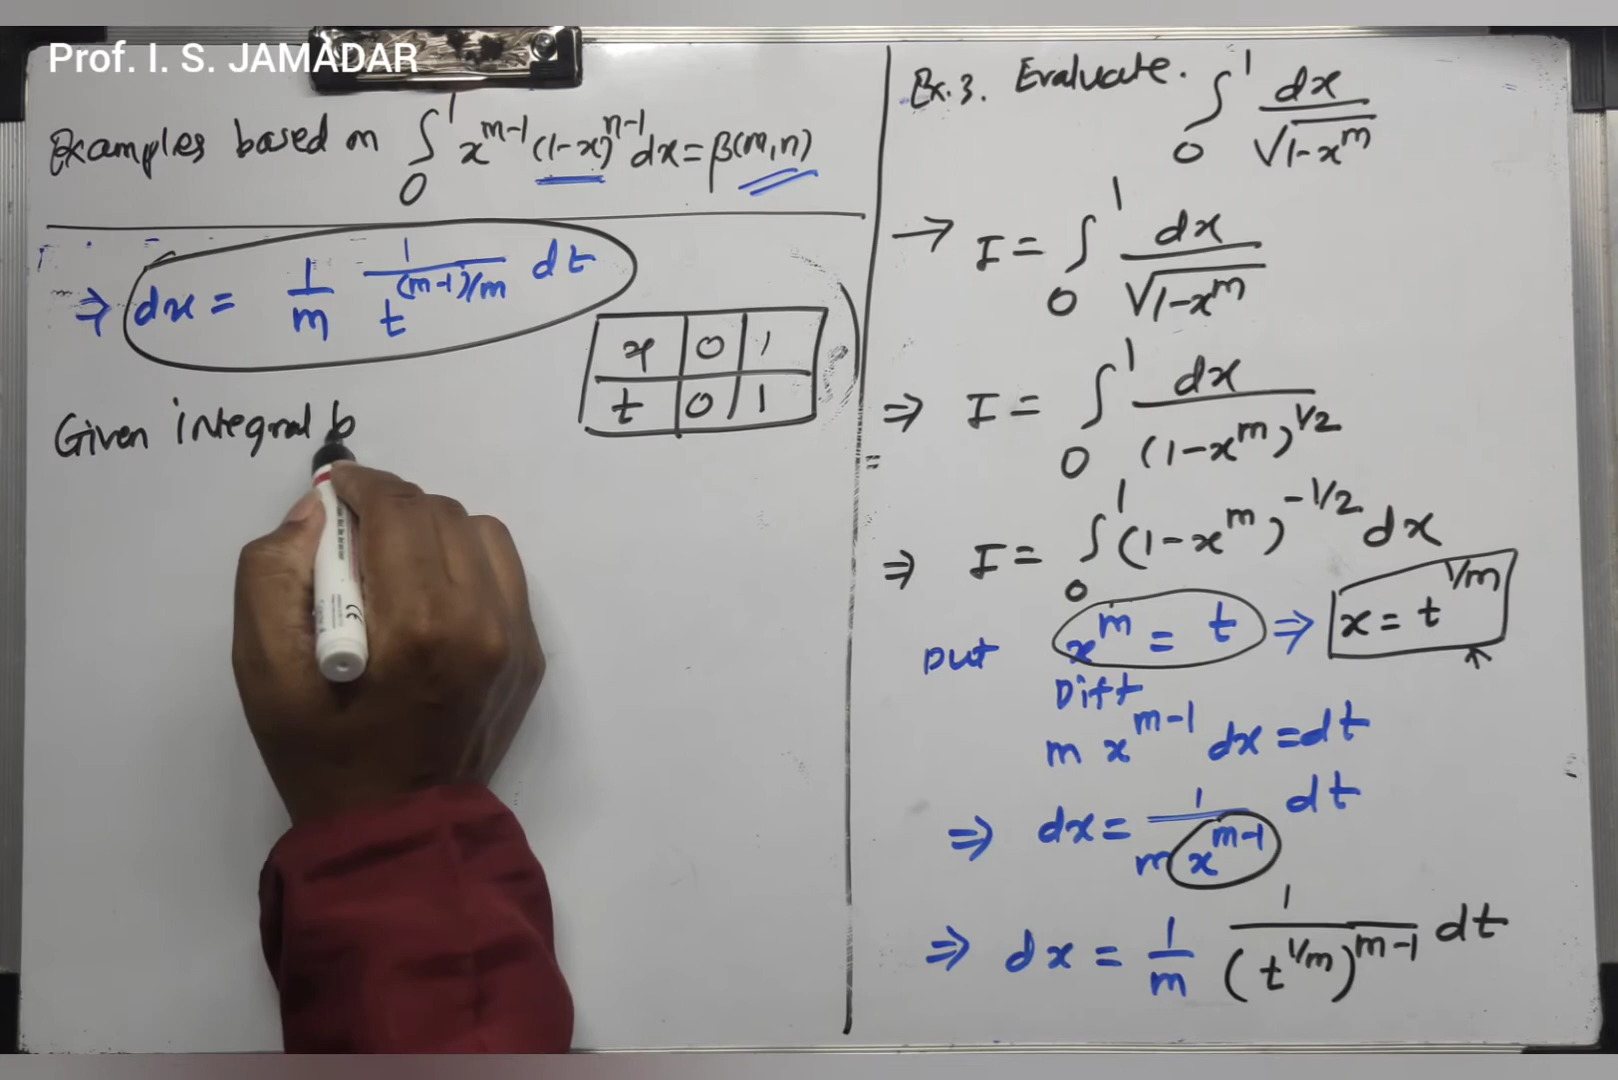 Prof. I. S. JAMADAR
Examples based on ∫₀¹ x^(m-1) (1-x)^(n-1) dx = β(m,n)
⇒ dx = 1/m 1/t^((m-1)/m) dt
x 0 1
t 0 1
Given integral b
Ex.3. Evaluate. ∫₀¹ dx/√(1-x^m)
→ I = ∫₀¹ dx/√(1-x^m)
⇒ I = ∫₀¹ dx/(1-x^m)^(1/2)
⇒ I = ∫₀¹ (1-x^m)^(-1/2) dx
put x^m = t ⇒ x = t^(1/m)
Diff
m x^(m-1) dx = dt
⇒ dx = 1/(m x^(m-1)) dt
⇒ dx = 1/m 1/(t^(1/m))^(m-1) dt